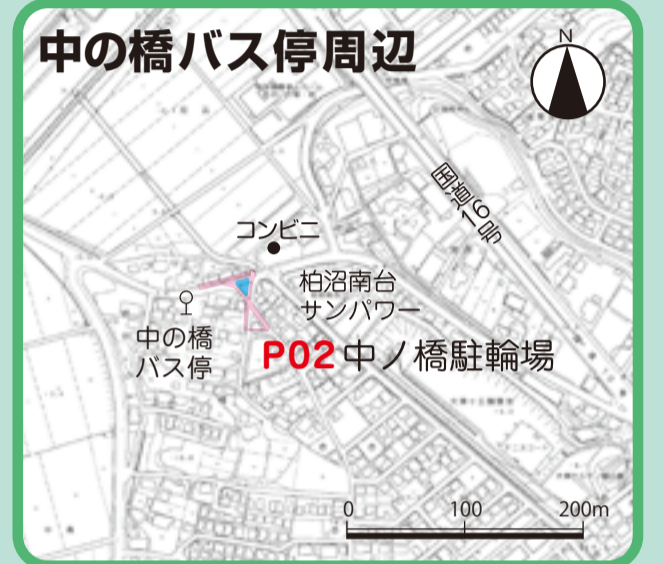 中の橋バス停周辺
N
国道16号
コンビニ
柏沼南台
サンパワー
中の橋
バス停
P02 中ノ橋駐輪場
0 100 200m